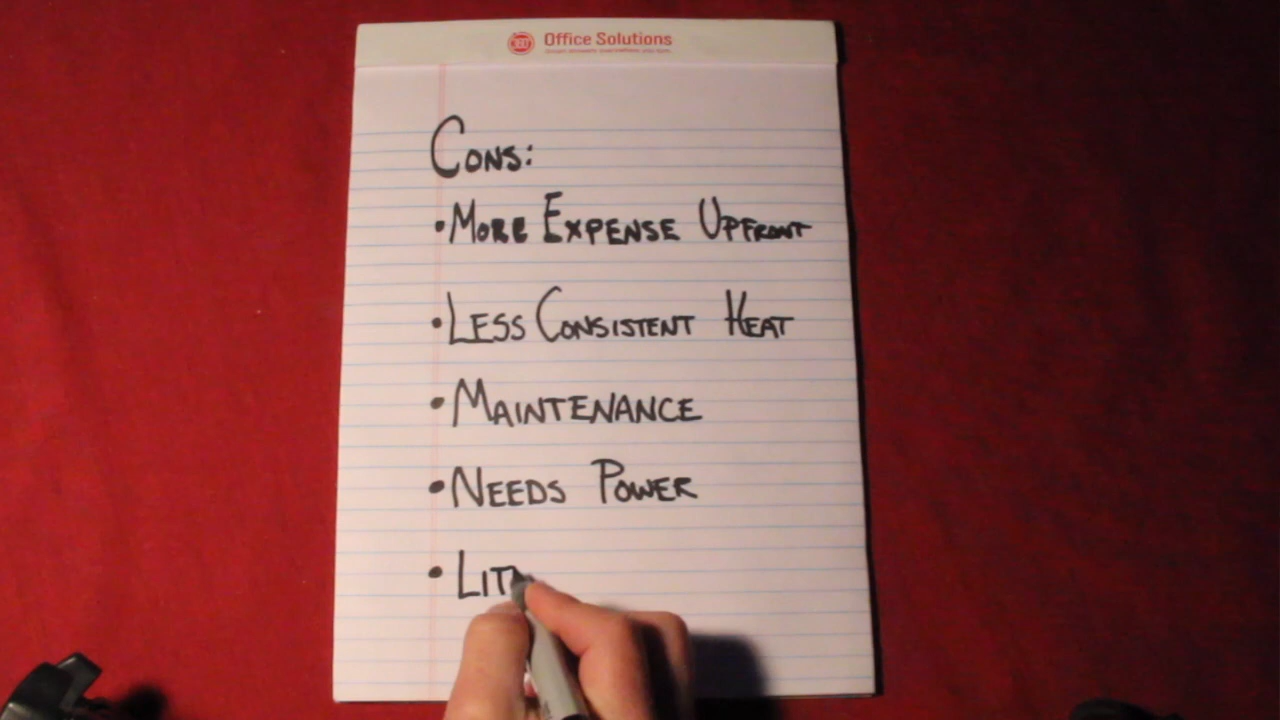 Office Solutions
CONS:
• MORE EXPENSE UPFRONT
• LESS CONSISTENT HEAT
• MAINTENANCE
• NEEDS POWER
• LIT